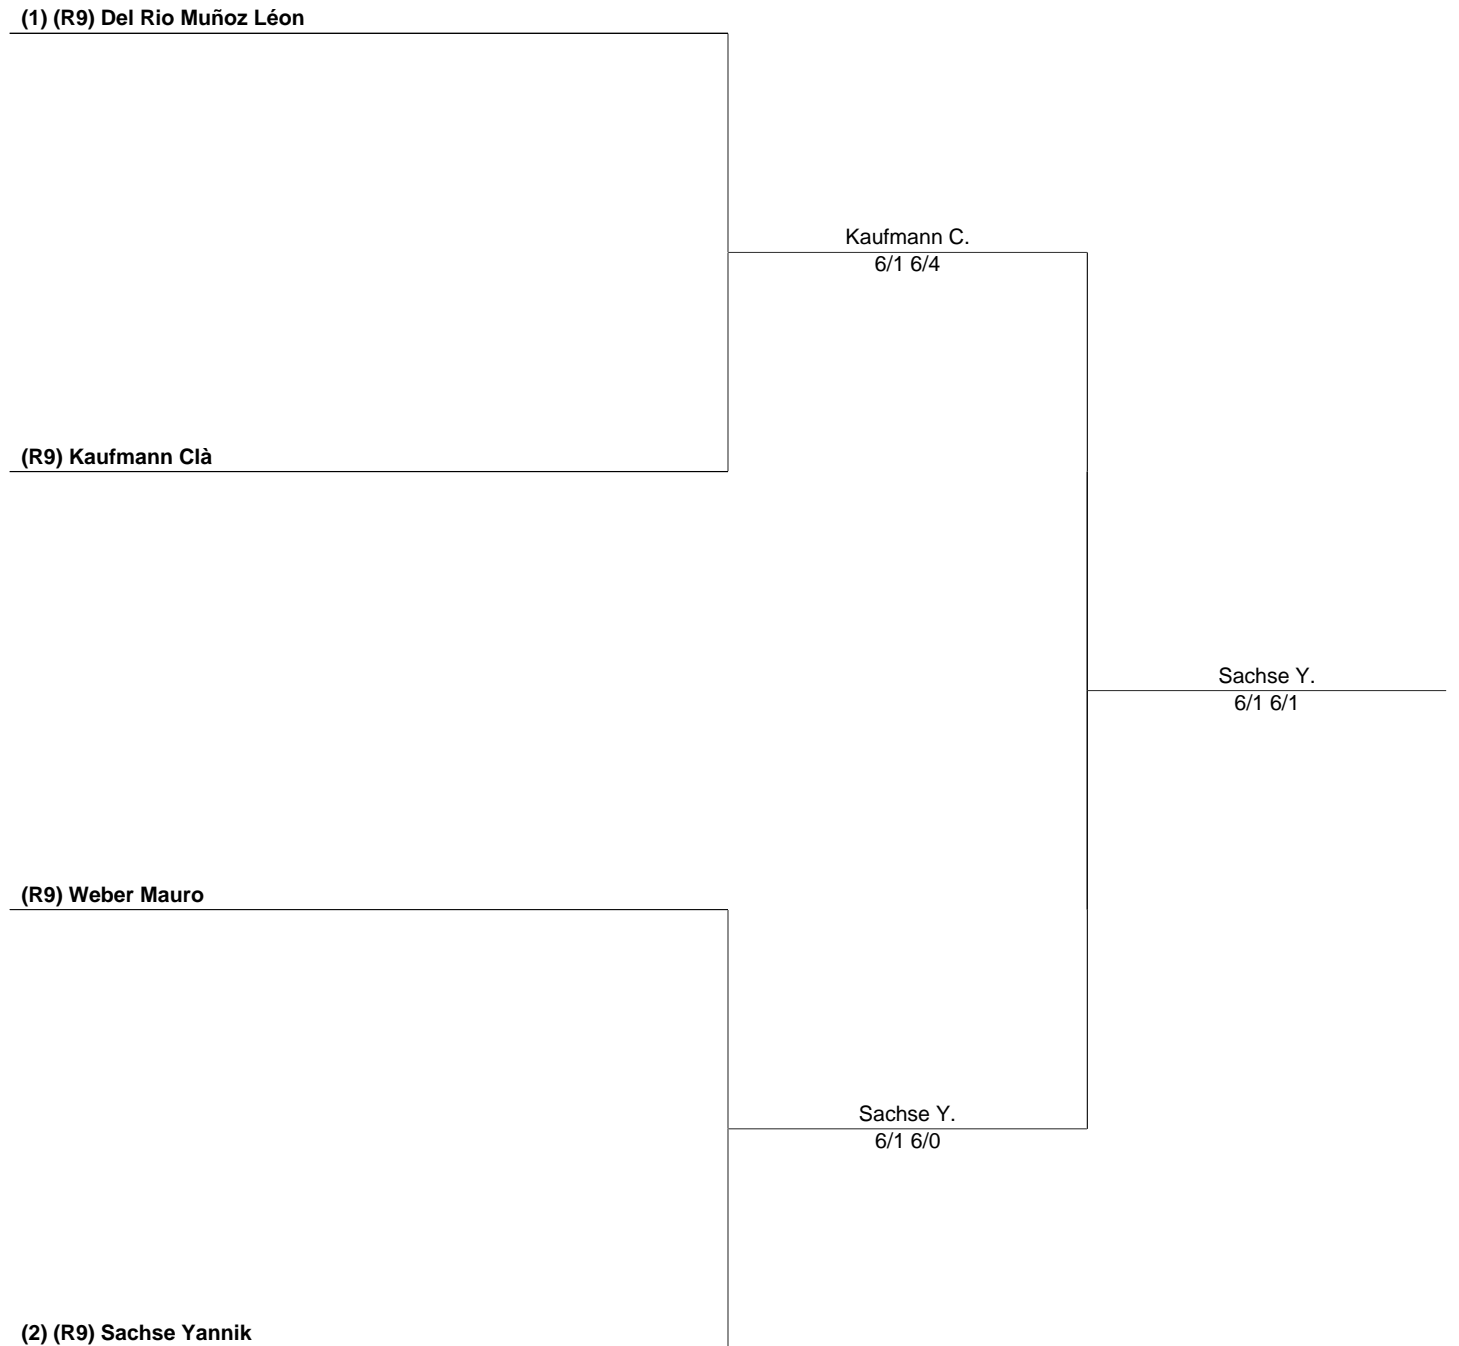 (1) (R9) Del Rio Muñoz Léon
Kaufmann C.
6/1 6/4
(R9) Kaufmann Clà
Sachse Y.
6/1 6/1
(R9) Weber Mauro
Sachse Y.
6/1 6/0
(2) (R9) Sachse Yannik